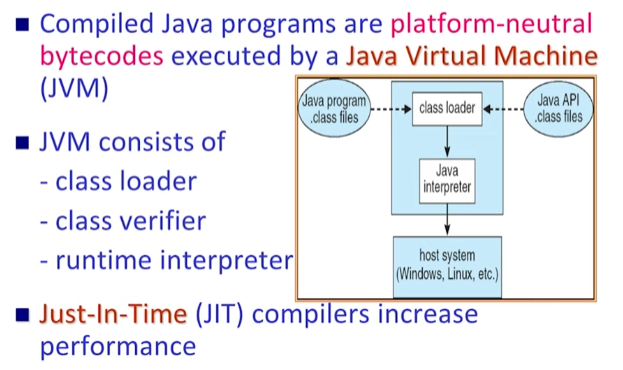 Compiled Java programs are platform-neutral
bytecodes executed by a Java Virtual Machine
(JVM)
JVM consists of
- class loader
- class verifier
- runtime interpreter
Java program
.class files
class loader
Java API
.class files
Java
interpreter
host system
(Windows, Linux, etc.)
Just-In-Time (JIT) compilers increase
performance